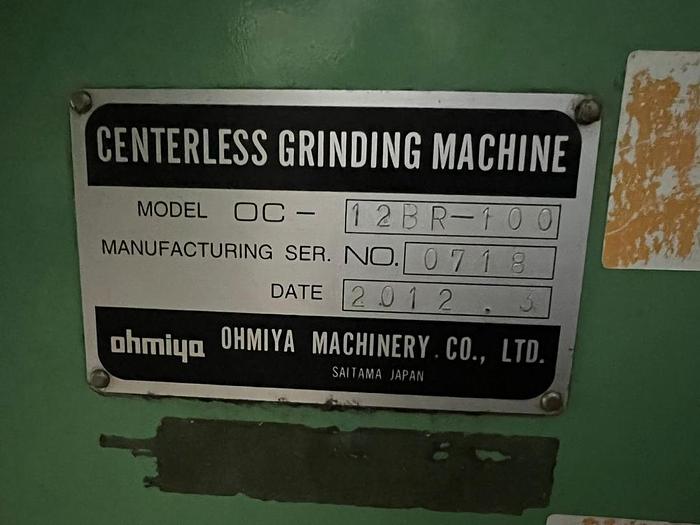 CENTERLESS GRINDING MACHINE
MODEL OC- 12BR-100
MANUFACTURING SER. NO. 0718
DATE 2012.3
ohmiya OHMIYA MACHINERY.CO., LTD.
SAITAMA JAPAN